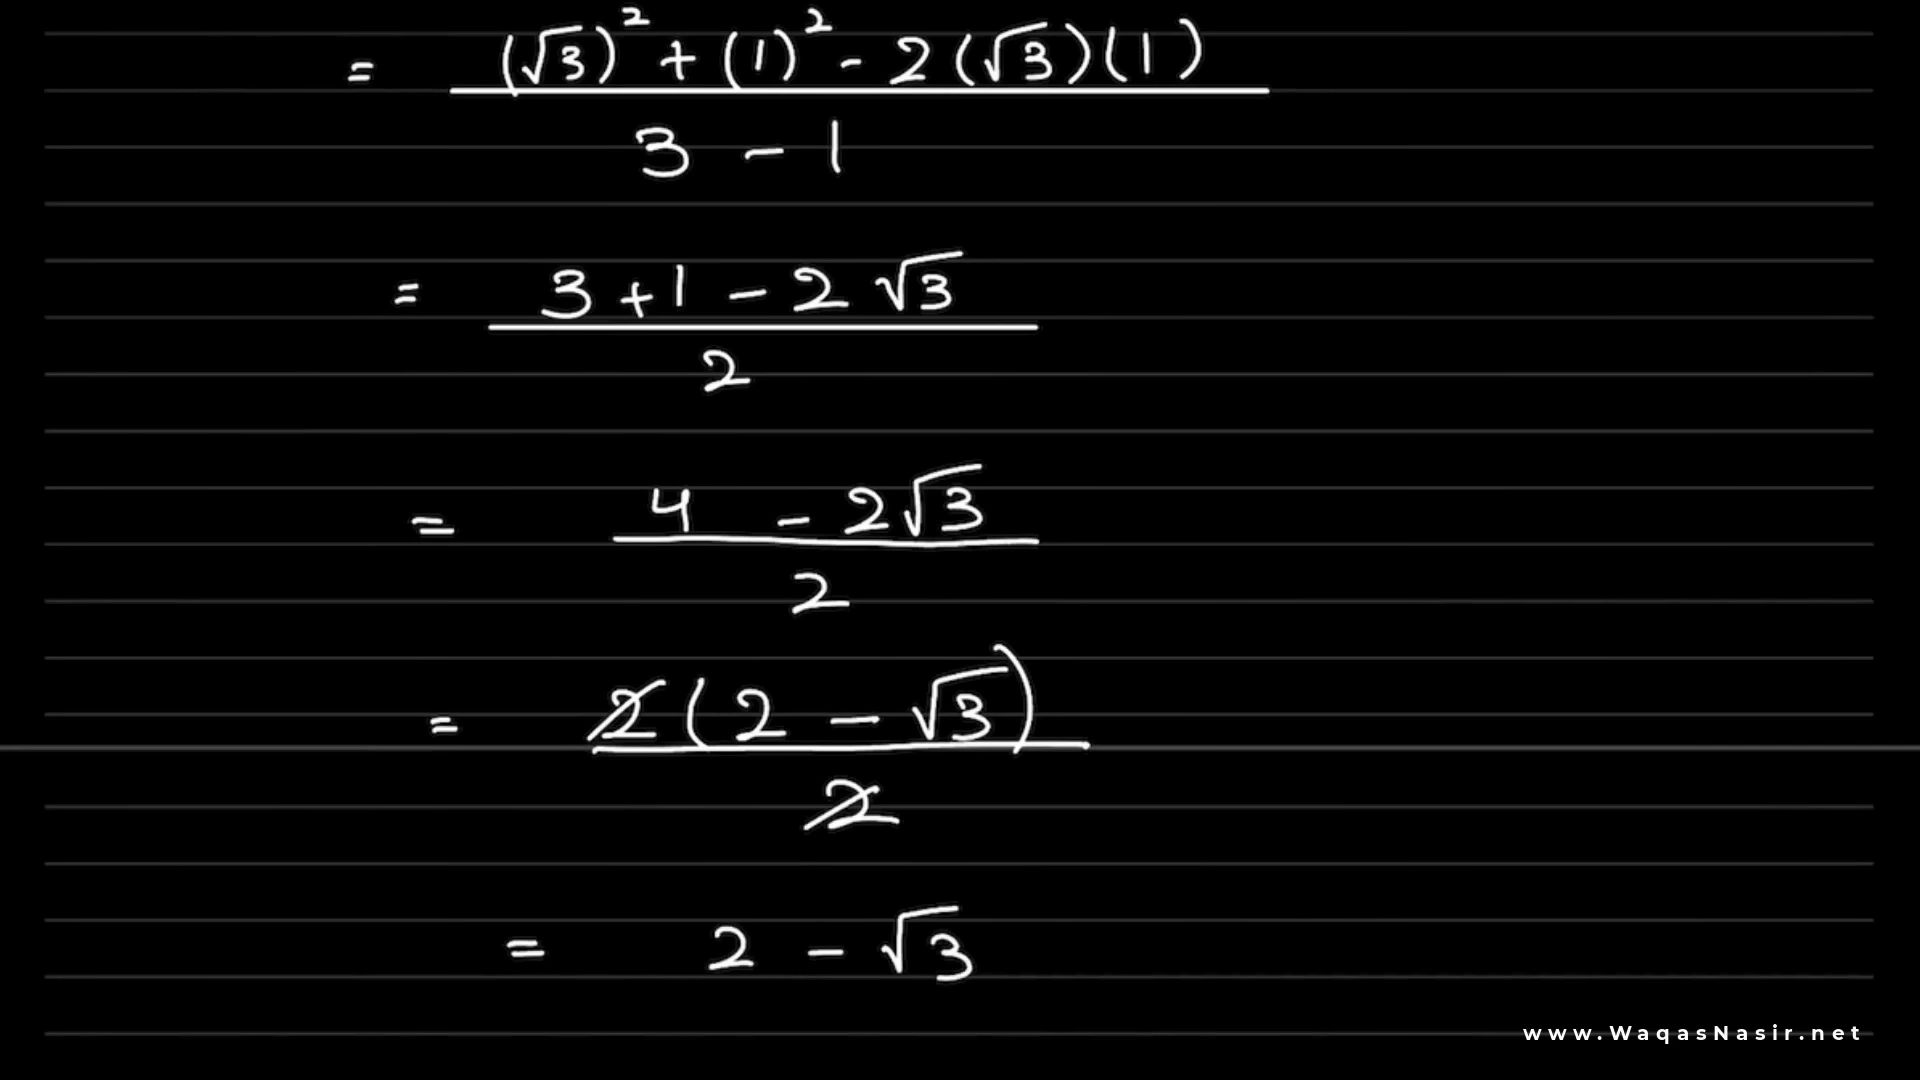 = (√3)² + (1)² - 2(√3)(1)
3 - 1
= 3 + 1 - 2√3
2
= 4 - 2√3
2
= 2(2 - √3)
2
= 2 - √3
www.WaqasNasir.net